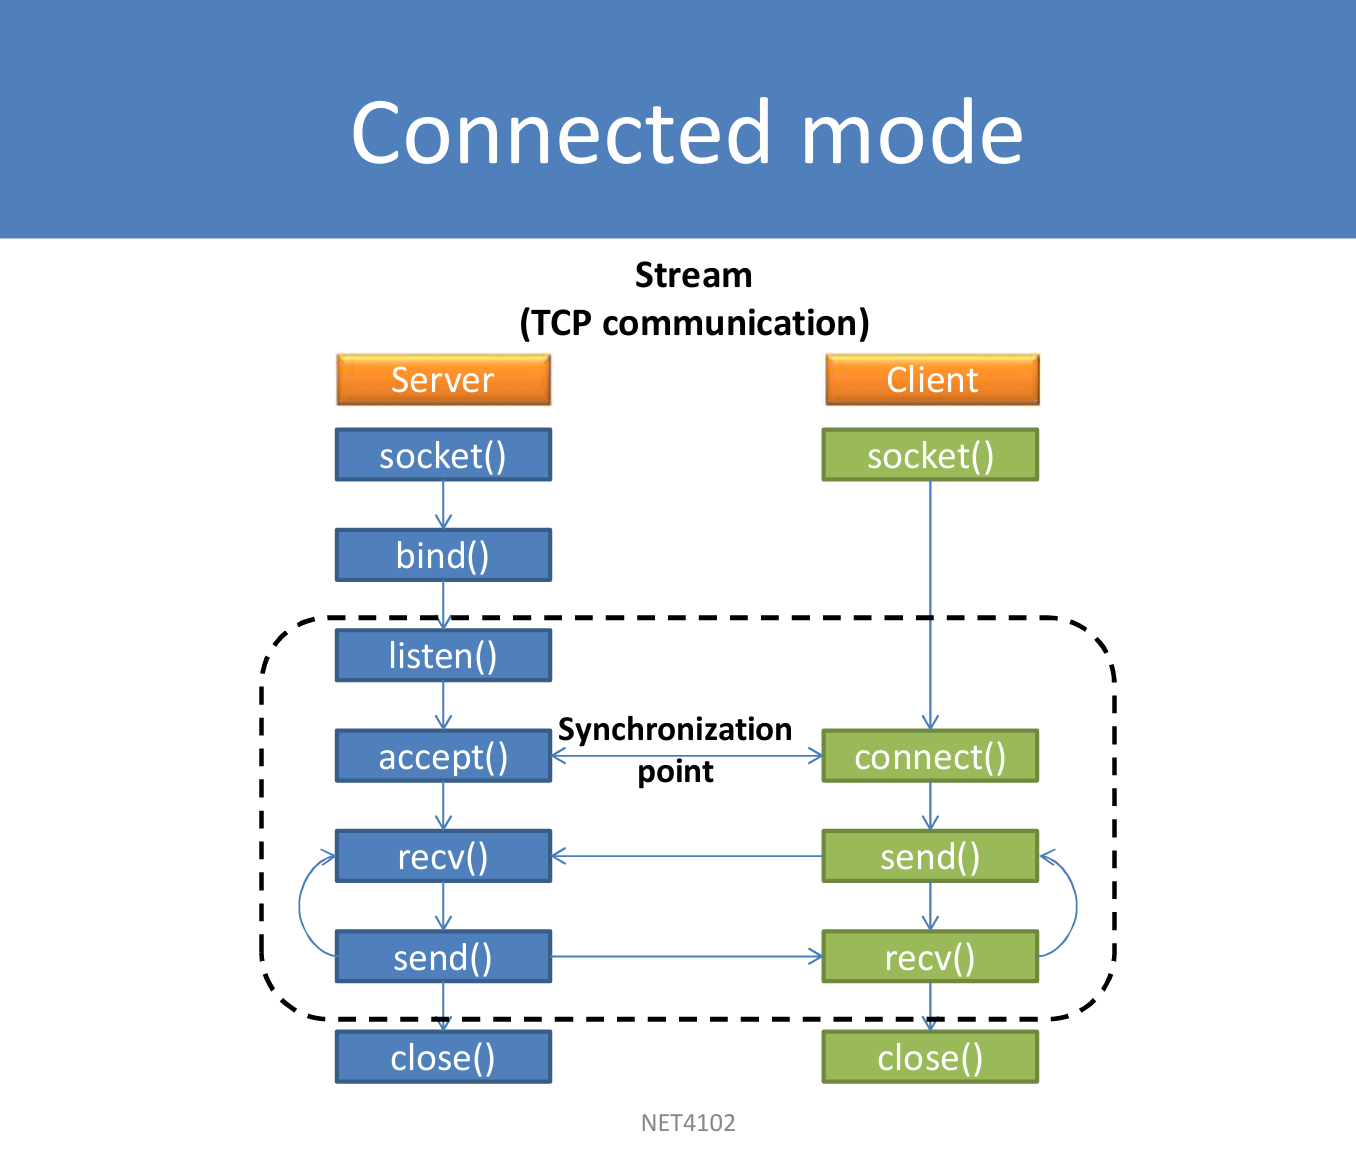 Connected mode
Stream
(TCP communication)
Server
Client
socket()
socket()
bind()
listen()
Synchronization
point
accept()
connect()
recv()
send()
send()
recv()
close()
close()
NET4102